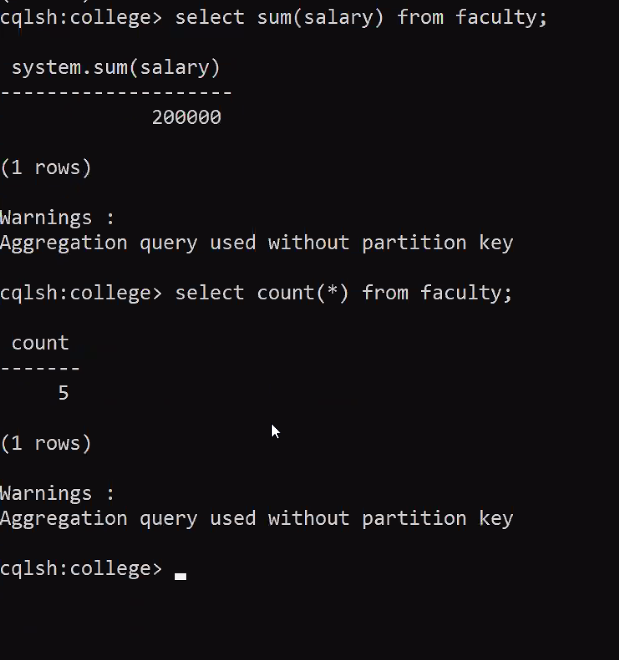 cqlsh:college> select sum(salary) from faculty;
system.sum(salary)
--------------------
200000
(1 rows)
Warnings :
Aggregation query used without partition key
cqlsh:college> select count(*) from faculty;
count
-------
5
(1 rows)
Warnings :
Aggregation query used without partition key
cqlsh:college>